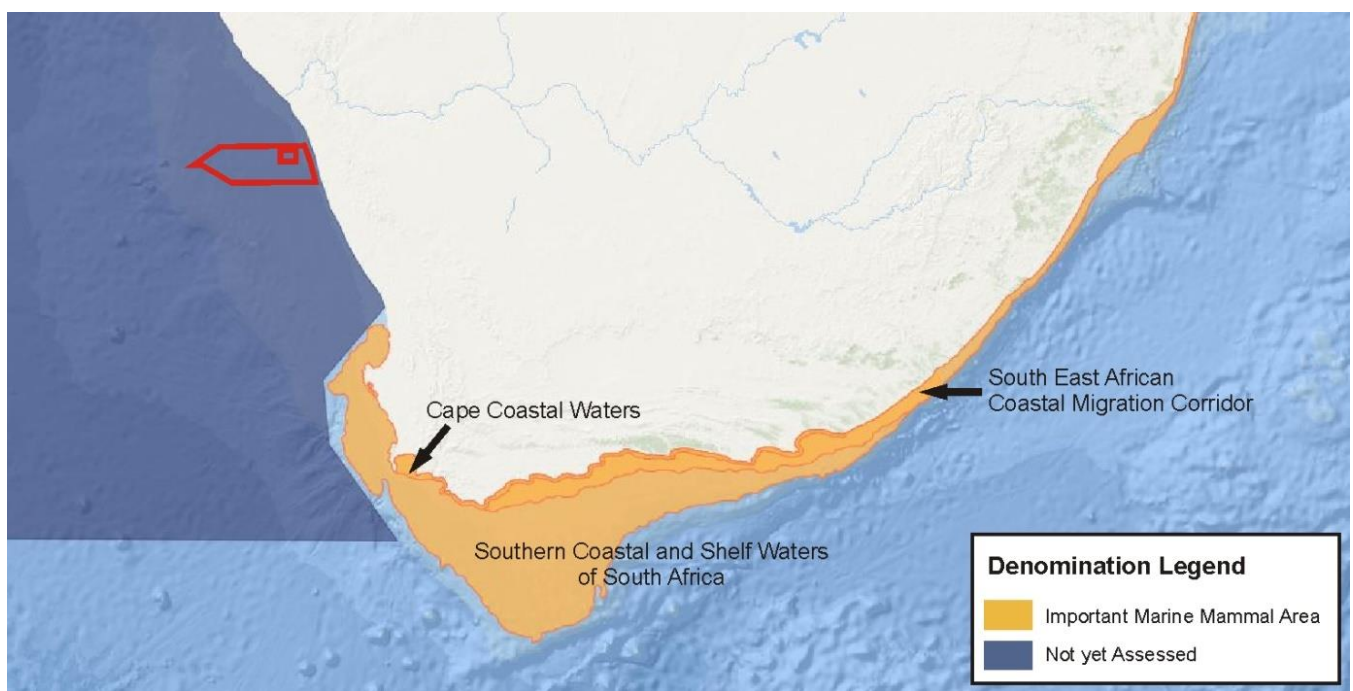 South East African
Coastal Migration Corridor
Cape Coastal Waters
Southern Coastal and Shelf Waters
of South Africa
Denomination Legend
Important Marine Mammal Area
Not yet Assessed